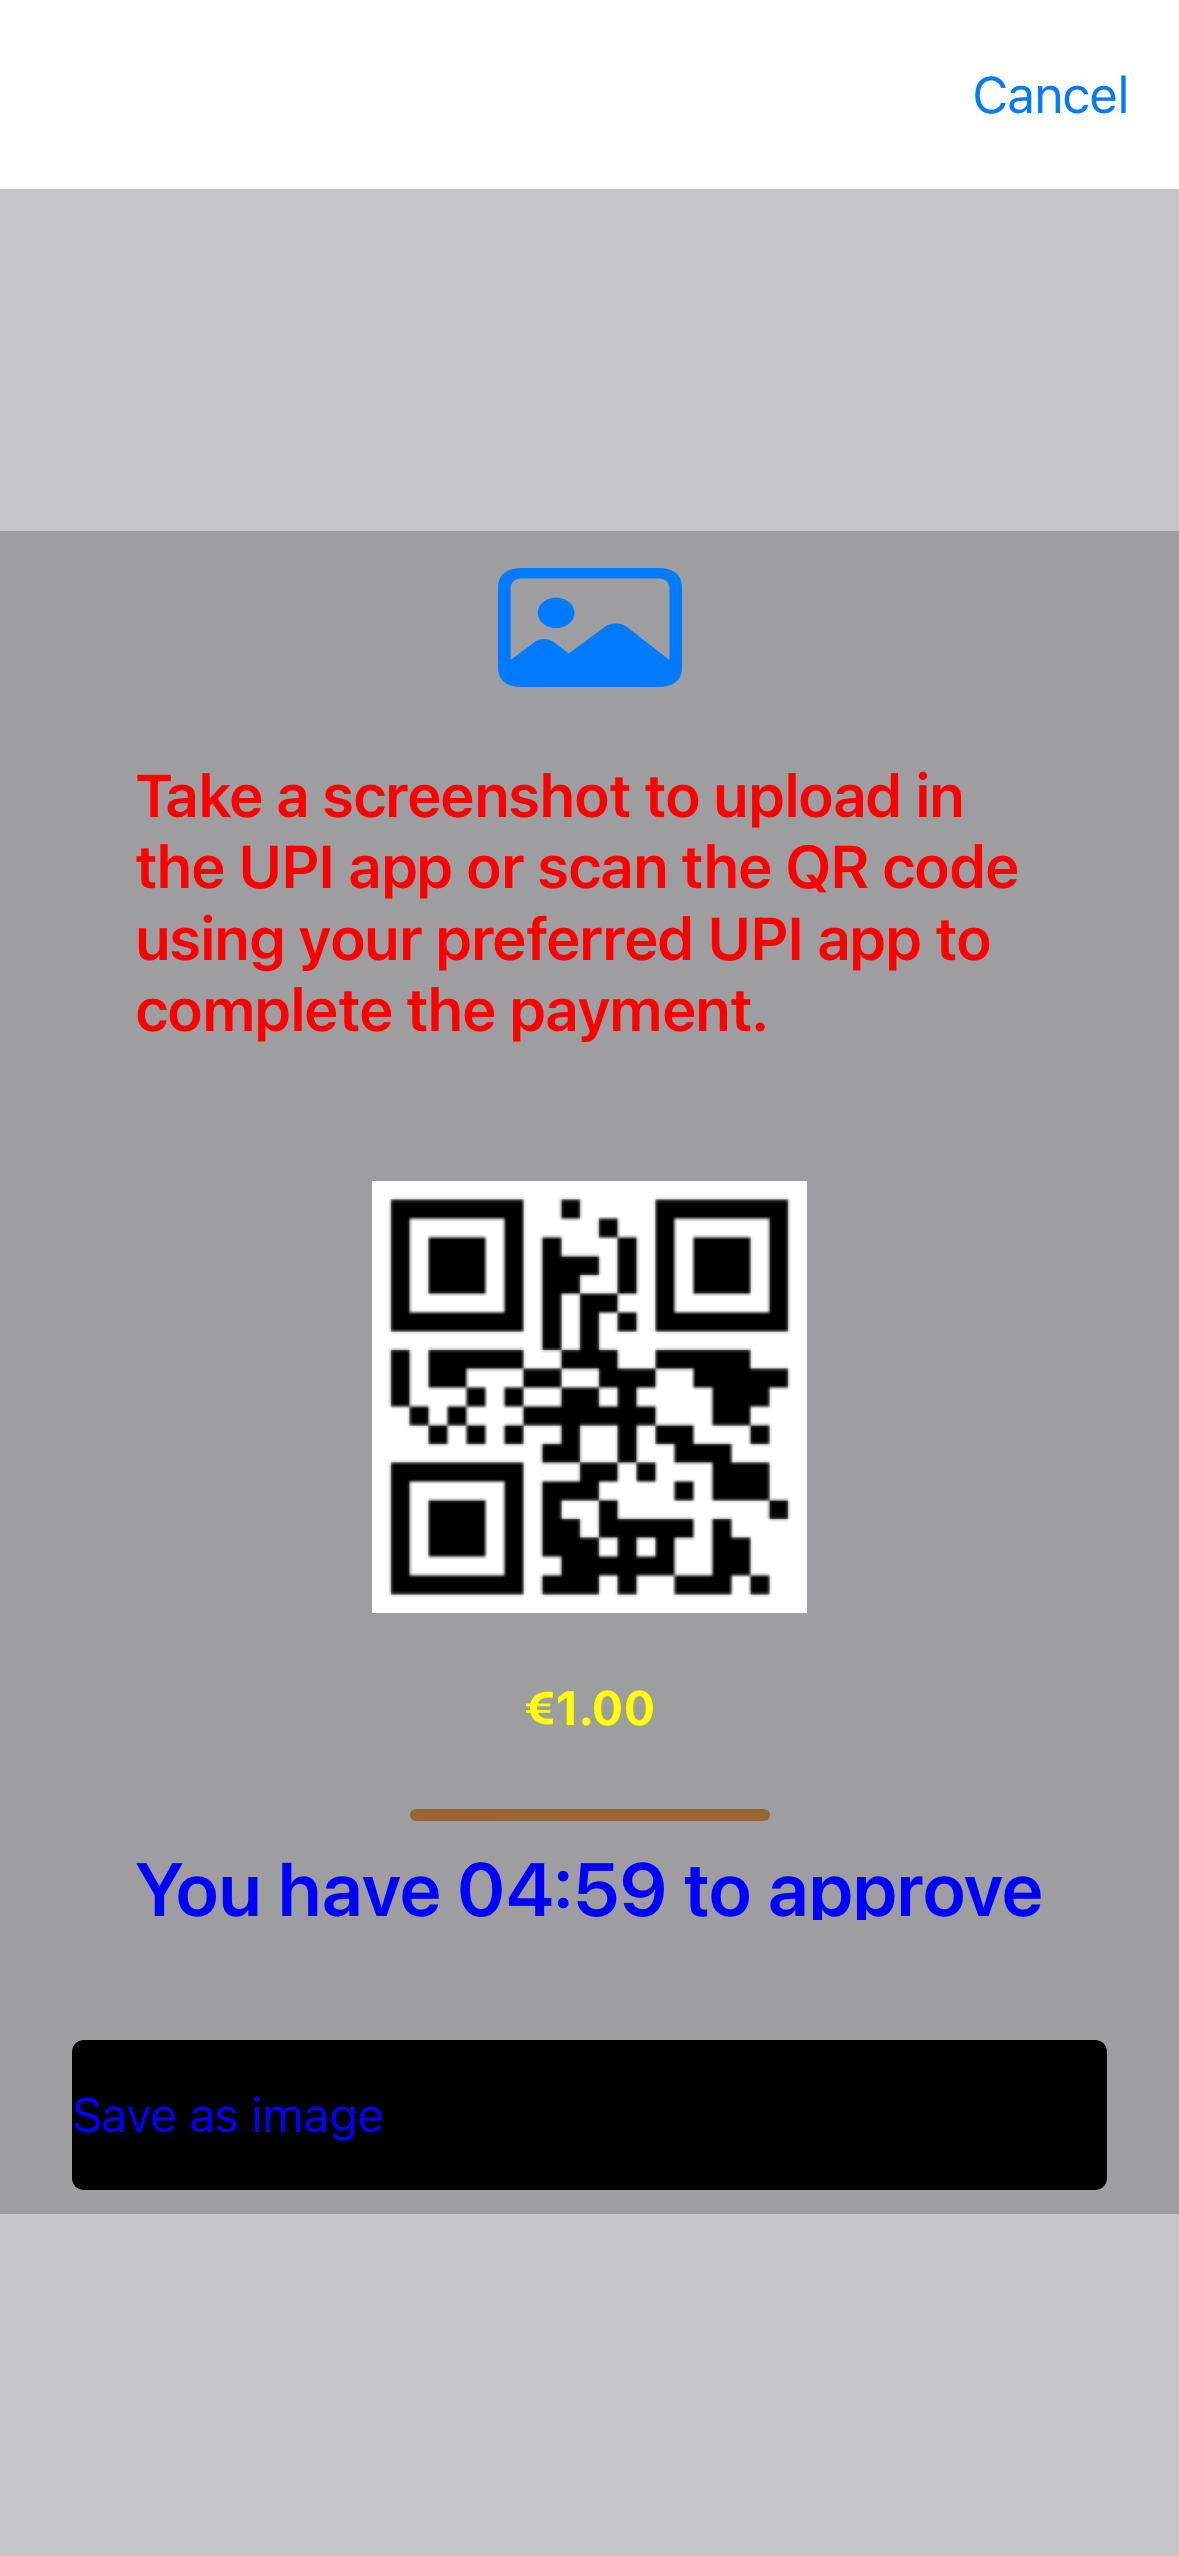 Cancel
Take a screenshot to upload in
the UPI app or scan the QR code
using your preferred UPI app to
complete the payment.
€1.00
You have 04:59 to approve
Save as image